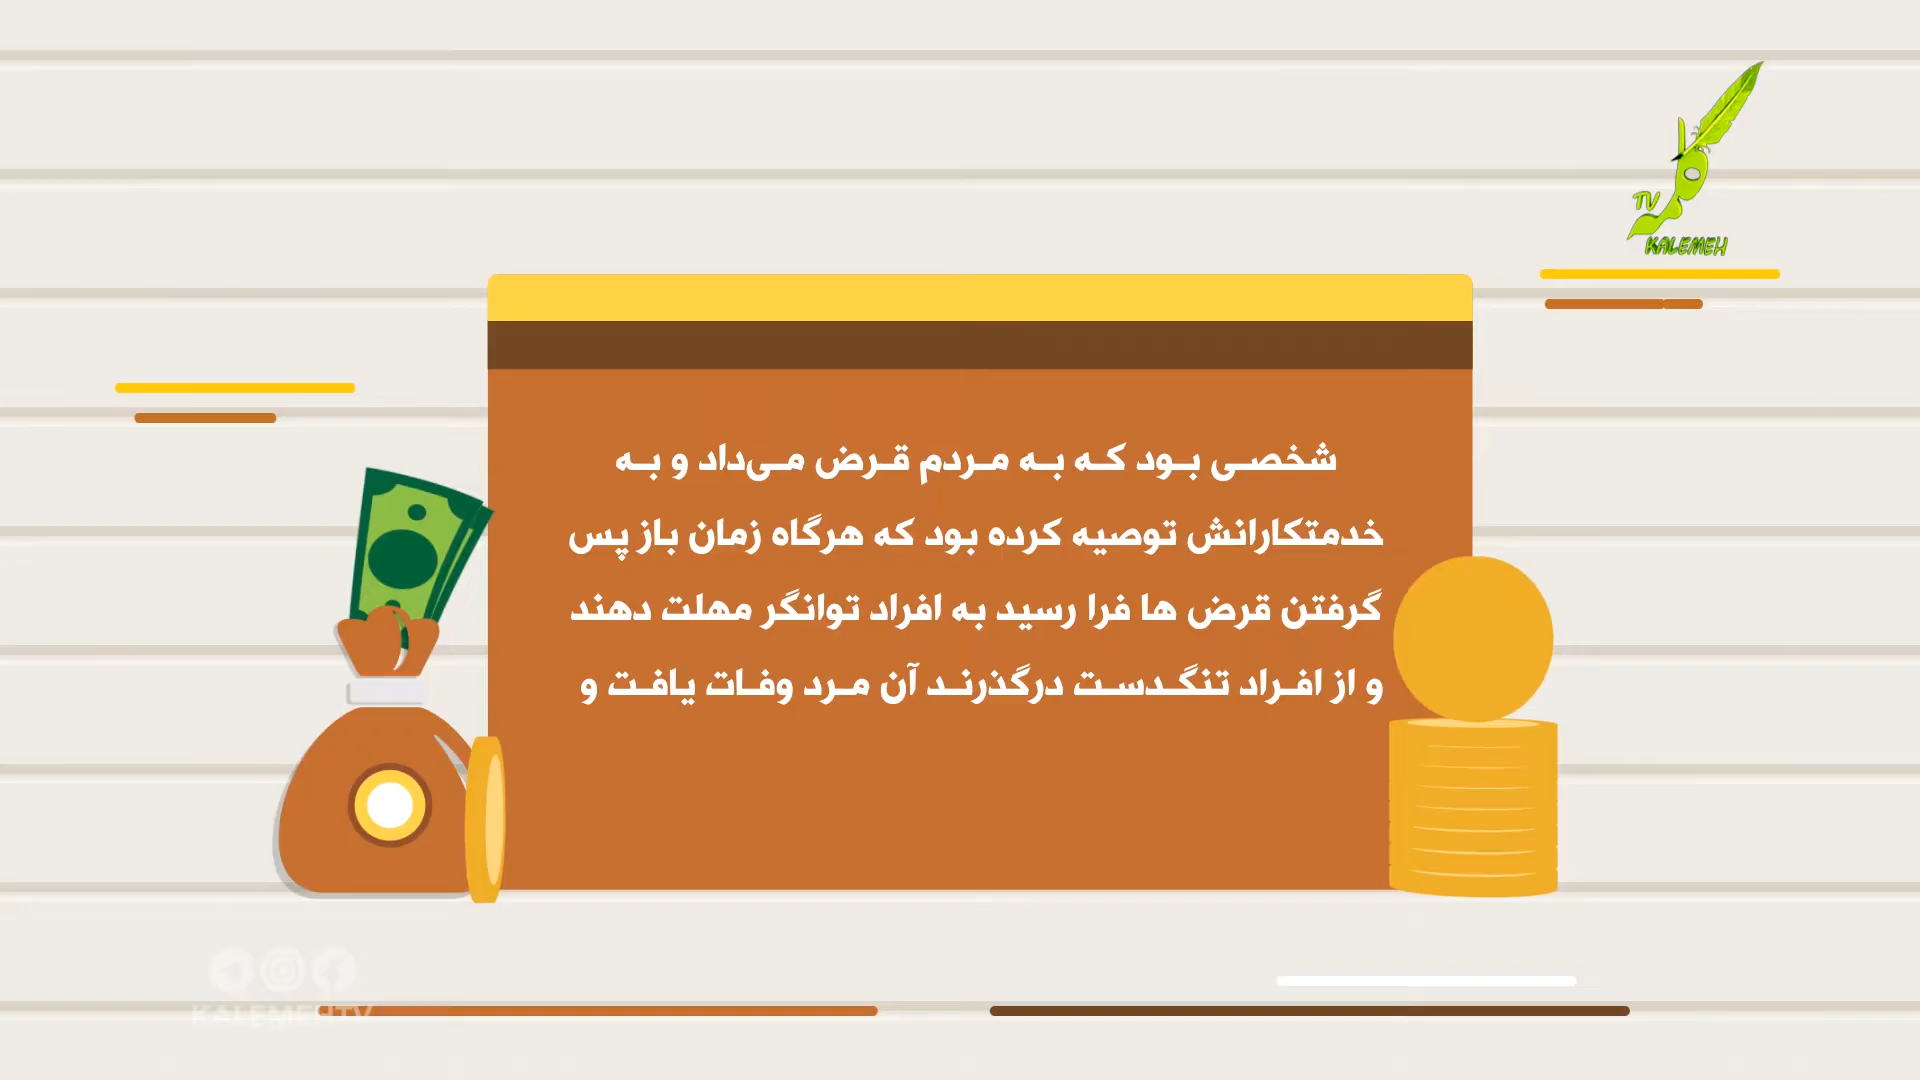 TV
KALEMEH
شخصی بود که به مردم قرض می‌داد و به
خدمتکارانش توصیه کرده بود که هرگاه زمان باز پس
گرفتن قرض ها فرا رسید به افراد توانگر مهلت دهند
و از افراد تنگدست درگذرند آن مرد وفات یافت و
KALEMEHTV